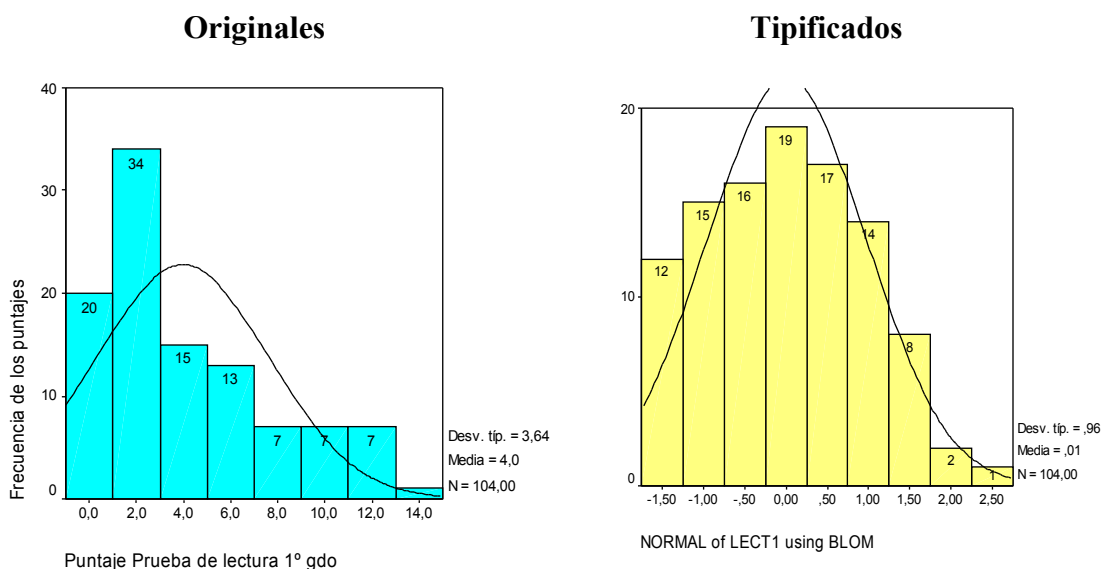 Originales
40
30
20
10
0
Frecuencia de los puntajes
20
34
15
13
7
7
7
0,0 2,0 4,0 6,0 8,0 10,0 12,0 14,0
Desv. típ. = 3,64
Media = 4,0
N = 104,00
Puntaje Prueba de lectura 1º gdo
Tipificados
20
10
0
12
15
16
19
17
14
8
2
1
-1,50 -1,00 -,50 0,00 ,50 1,00 1,50 2,00 2,50
Desv. típ. = ,96
Media = ,01
N = 104,00
NORMAL of LECT1 using BLOM